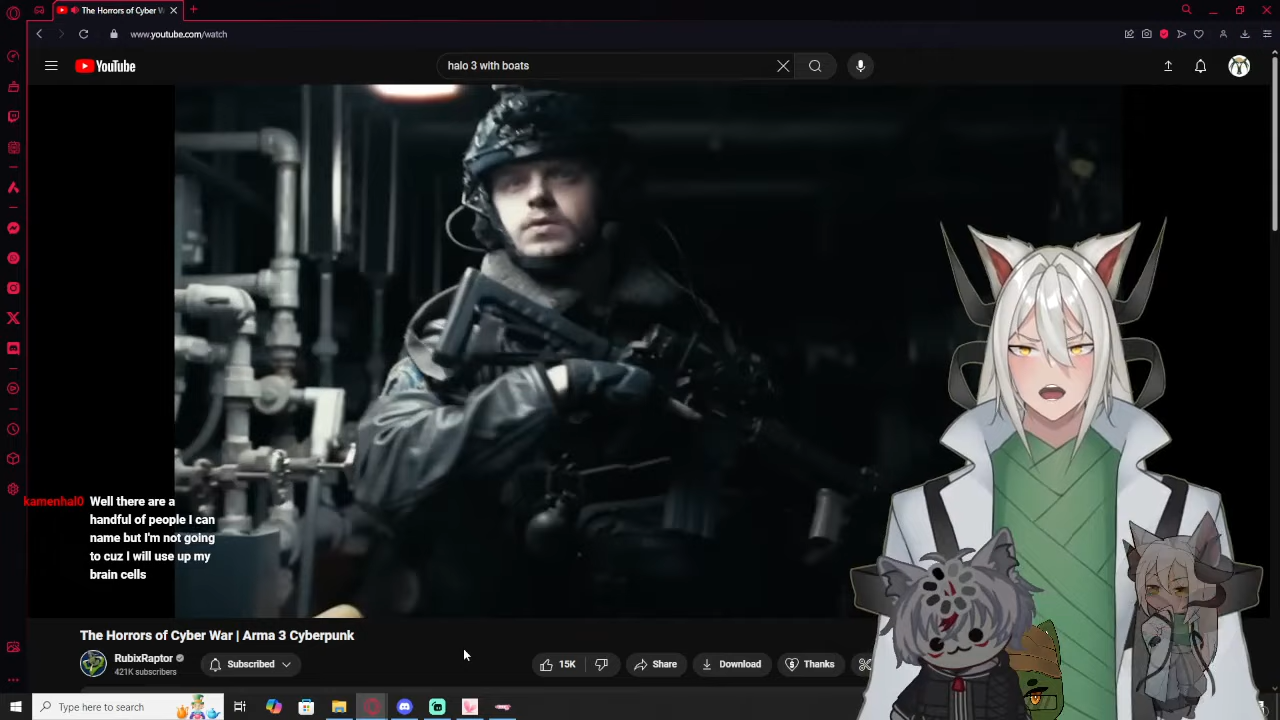 The Horrors of Cyber W
www.youtube.com/watch
YouTube
halo 3 with boats
kamenhal0 Well there are a
handful of people I can
name but I'm not going
to cuz I will use up my
brain cells
The Horrors of Cyber War | Arma 3 Cyberpunk
RubixRaptor
421K subscribers
Subscribed
15K
Share
Download
Thanks
Type here to search